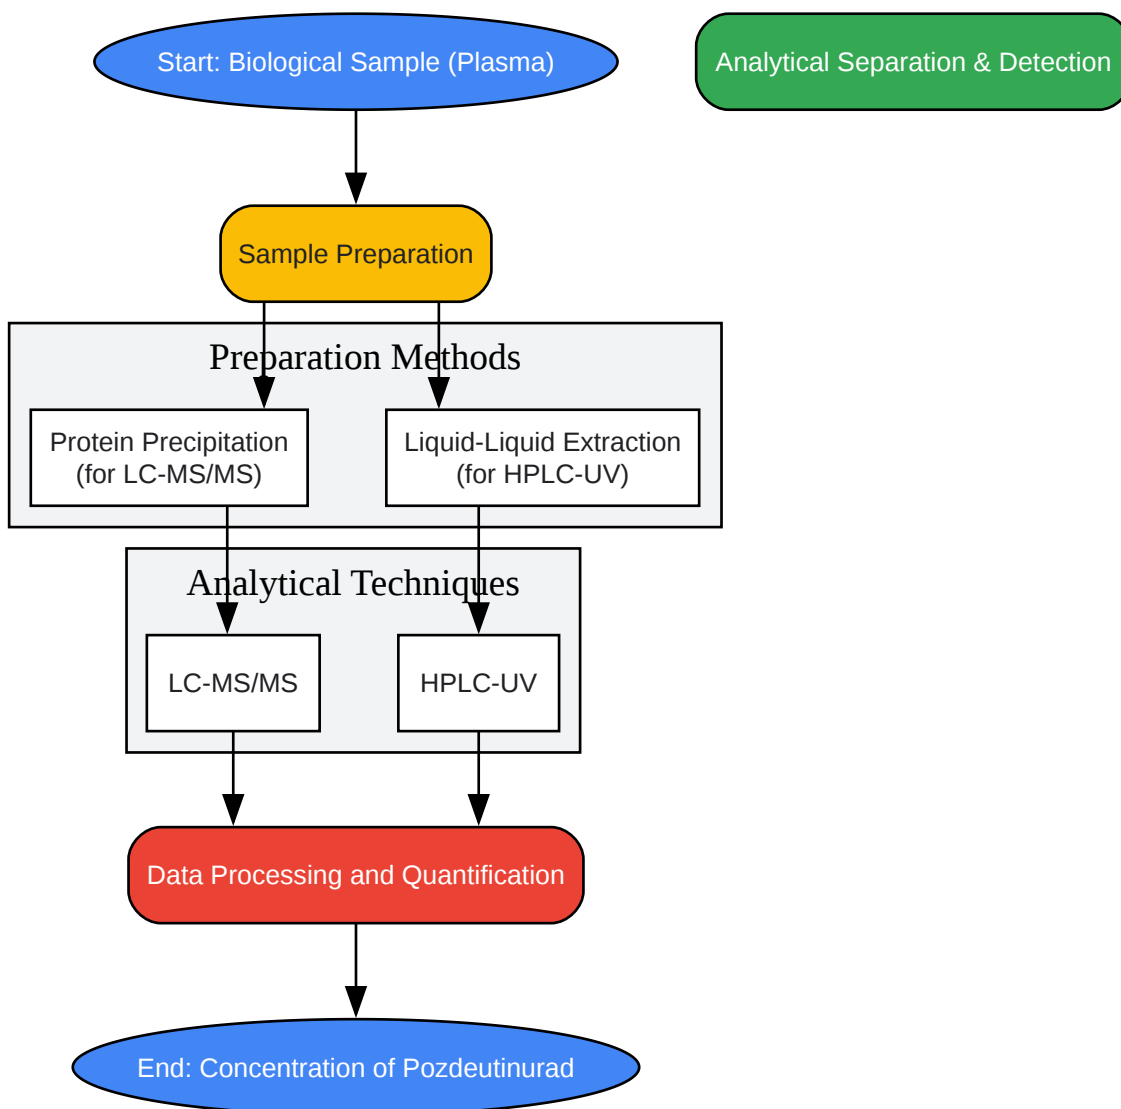 Start: Biological Sample (Plasma)
Analytical Separation & Detection
Sample Preparation
Preparation Methods
Protein Precipitation
(for LC-MS/MS)
Liquid-Liquid Extraction
(for HPLC-UV)
Analytical Techniques
LC-MS/MS
HPLC-UV
Data Processing and Quantification
End: Concentration of Pozdeutinurad